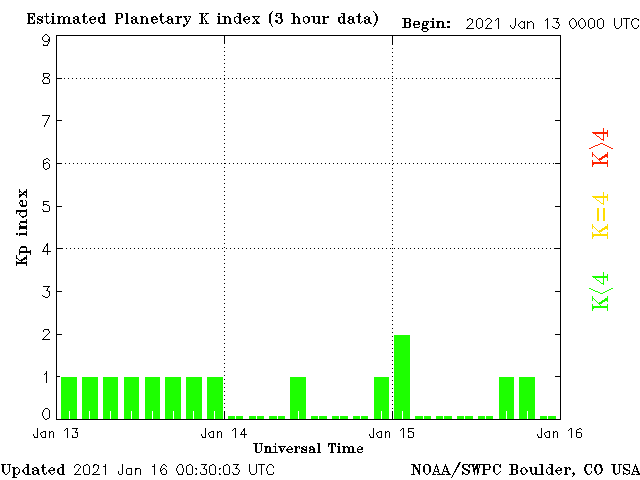 Estimated Planetary K index (3 hour data)
Begin: 2021 Jan 13 0000 UTC
9
8
7
6
5
4
3
2
1
0
Kp index
K>4
K=4
K<4
Jan 13
Jan 14
Jan 15
Jan 16
Universal Time
Updated 2021 Jan 16 00:30:03 UTC
NOAA/SWPC Boulder, CO USA